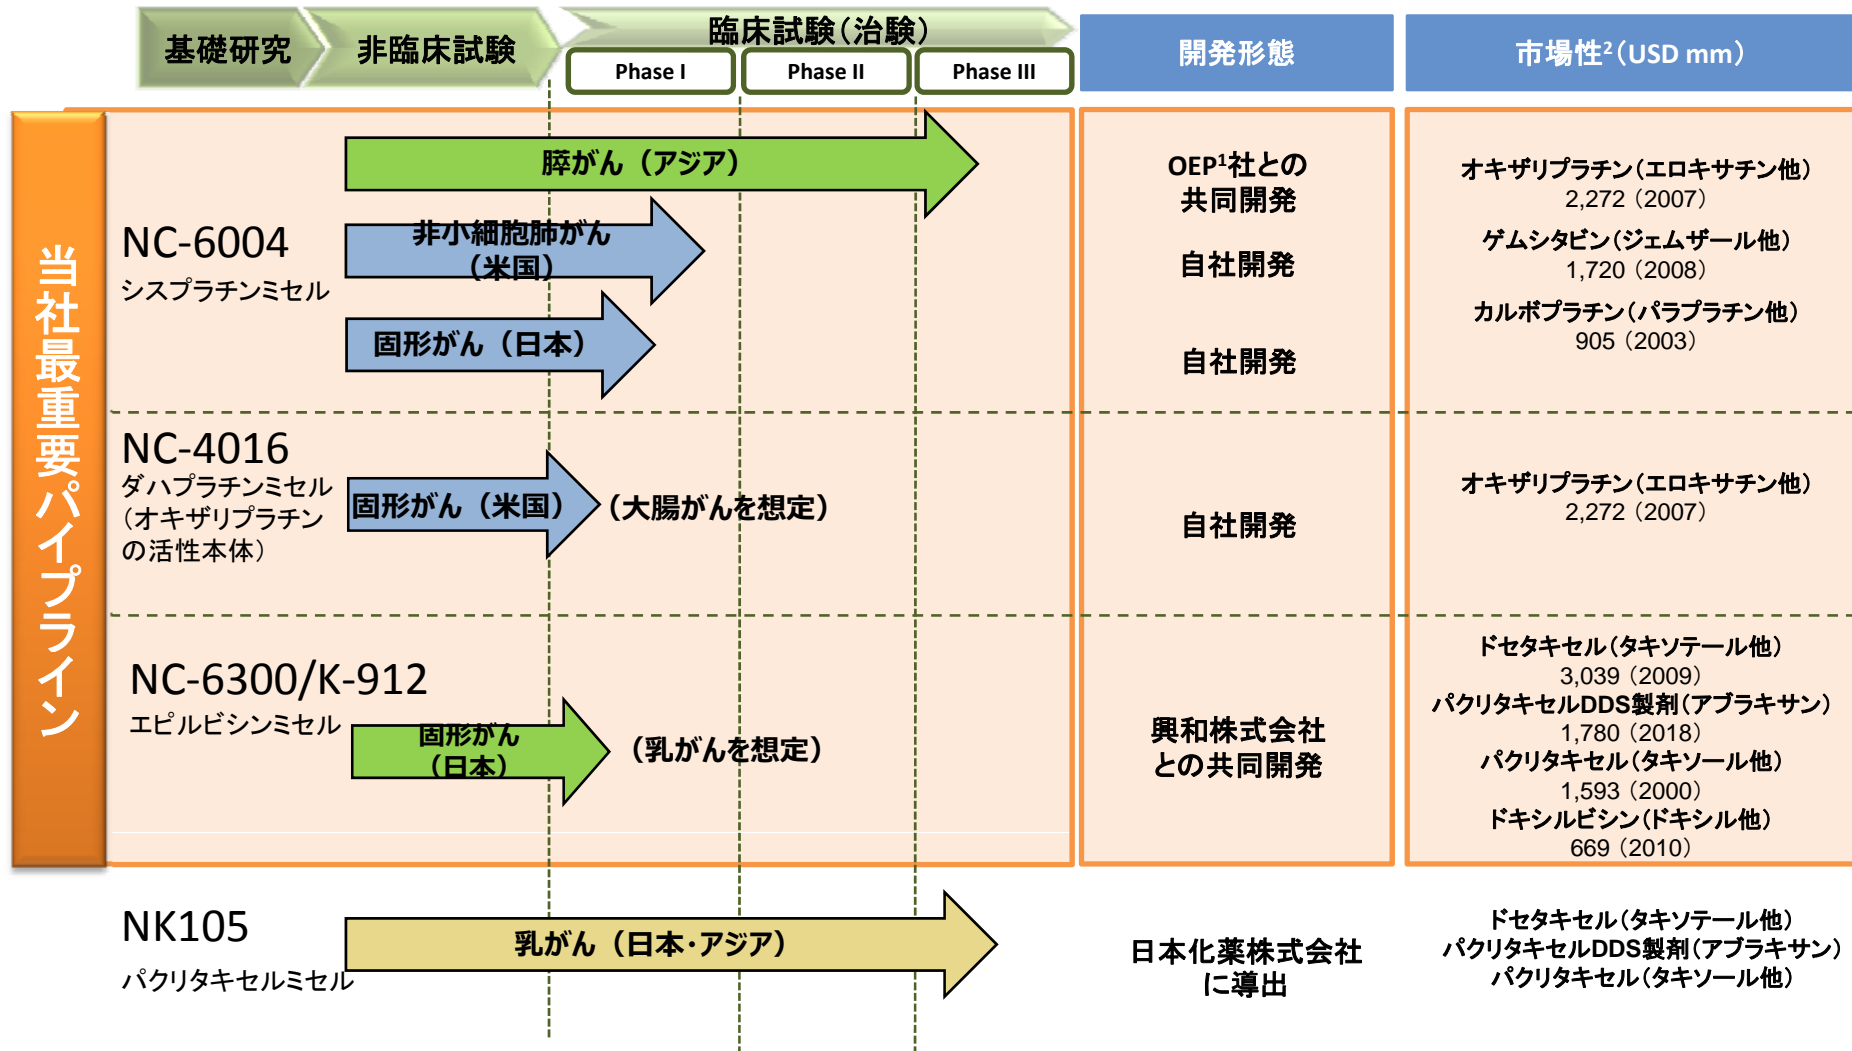 基礎研究
非臨床試験
臨床試験(治験)
Phase I
Phase II
Phase III
開発形態
市場性2(USD mm)
当社最重要パイプライン
NC-6004
シスプラチンミセル
膵がん(アジア)
非小細胞肺がん
(米国)
固形がん(日本)
OEP1社との
共同開発
自社開発
自社開発
オキザリプラチン(エロキサチン他)
2,272 (2007)
ゲムシタビン(ジェムザール他)
1,720 (2008)
カルボプラチン(パラプラチン他)
905 (2003)
NC-4016
ダハプラチンミセル
(オキザリプラチン
の活性本体)
固形がん(米国)
(大腸がんを想定)
自社開発
オキザリプラチン(エロキサチン他)
2,272 (2007)
NC-6300/K-912
エピルビシンミセル
固形がん
(日本)
(乳がんを想定)
興和株式会社
との共同開発
ドセタキセル(タキソテール他)
3,039 (2009)
パクリタキセルDDS製剤(アブラキサン)
1,780 (2018)
パクリタキセル(タキソール他)
1,593 (2000)
ドキシルビシン(ドキシル他)
669 (2010)
NK105
パクリタキセルミセル
乳がん(日本・アジア)
日本化薬株式会社
に導出
ドセタキセル(タキソテール他)
パクリタキセルDDS製剤(アブラキサン)
パクリタキセル(タキソール他)